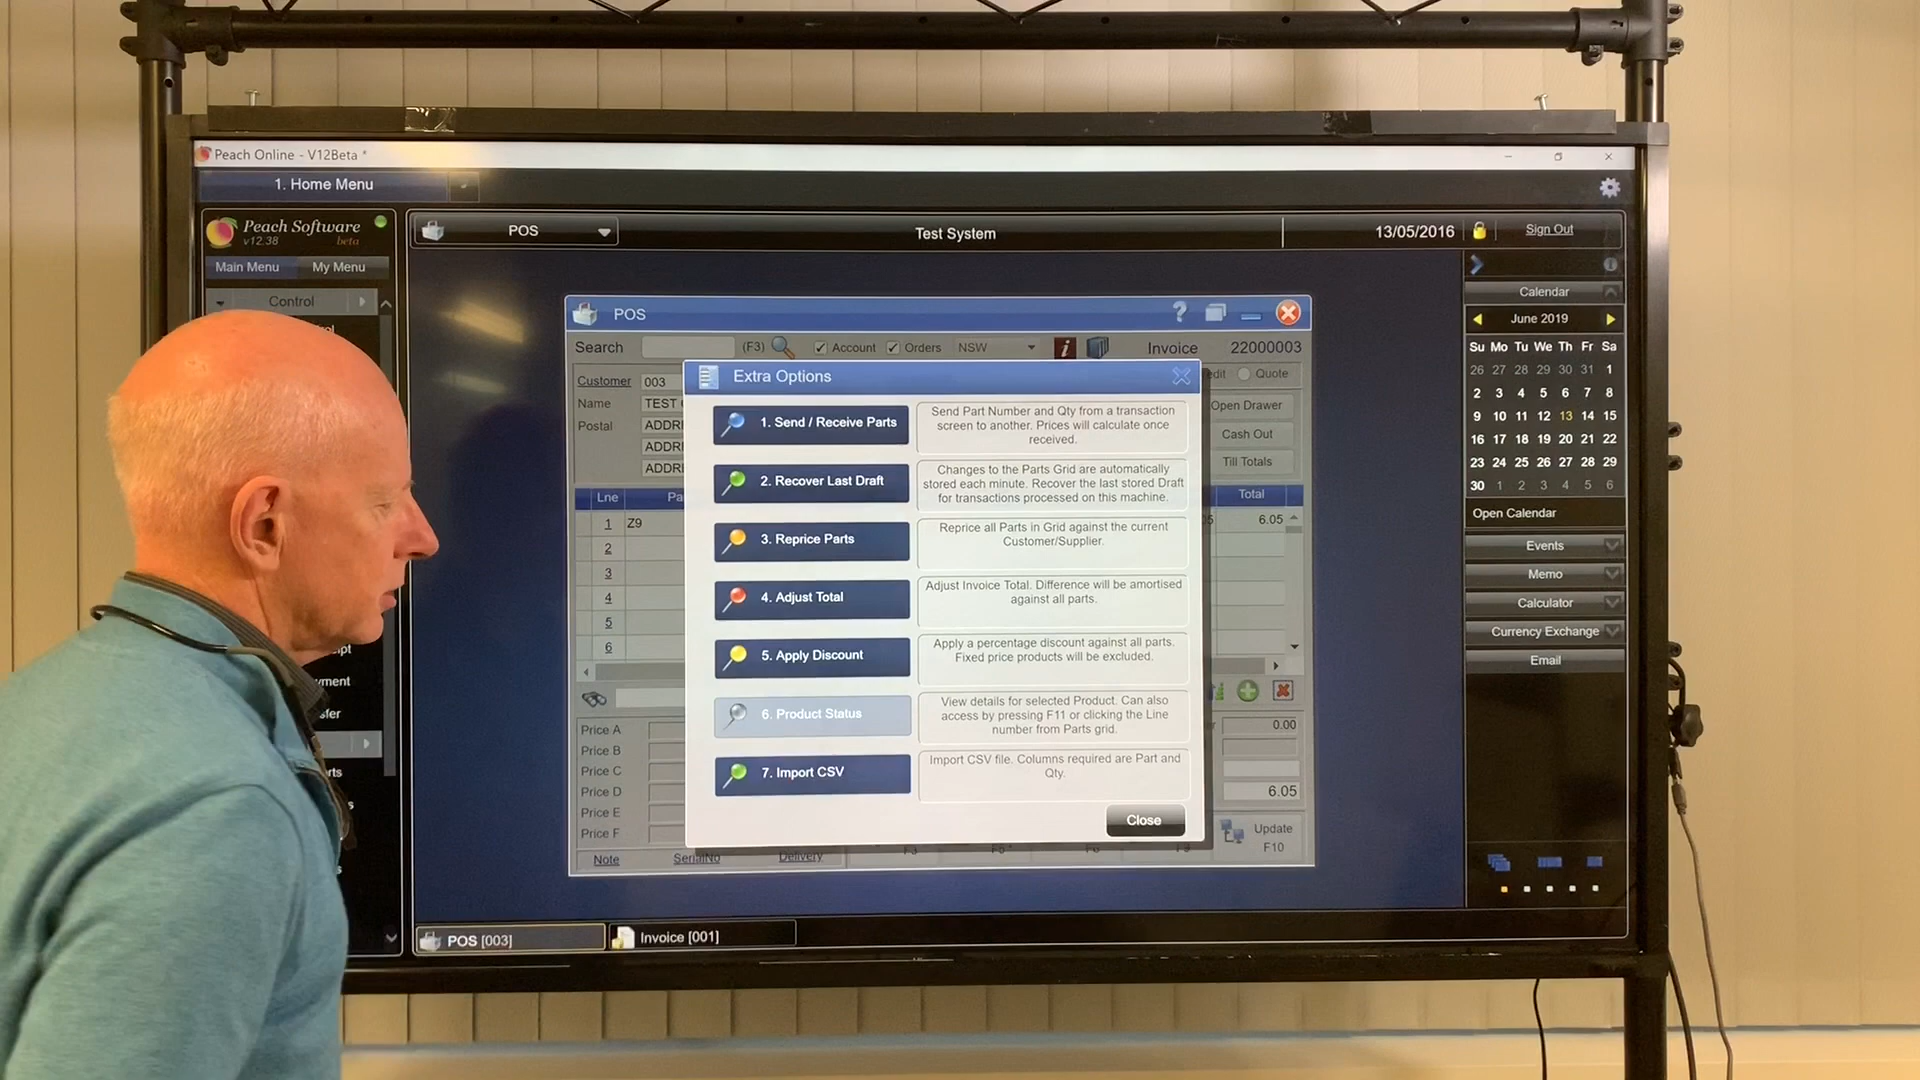 Peach Online - V12Beta *
1. Home Menu
Peach Software
v12.38 beta
Main Menu My Menu
Control
POS
Test System
13/05/2016
Sign Out
POS
Search
(F3)
Account
Orders
NSW
Invoice
22000003
Customer
003
Quote
Name
TEST
Open Drawer
Postal
Cash Out
Till Totals
Lne
Total
1 Z9
6.05
2
3
4
5
6
Price A
0.00
Price B
Price C
Price D
6.05
Price E
Price F
Update
F10
Note
SerialNo
Delivery
Extra Options
1. Send / Receive Parts
Send Part Number and Qty from a transaction
screen to another. Prices will calculate once
received.
2. Recover Last Draft
Changes to the Parts Grid are automatically
stored each minute. Recover the last stored Draft
for transactions processed on this machine.
3. Reprice Parts
Reprice all Parts in Grid against the current
Customer/Supplier.
4. Adjust Total
Adjust Invoice Total. Difference will be amortised
against all parts.
5. Apply Discount
Apply a percentage discount against all parts.
Fixed price products will be excluded.
6. Product Status
View details for selected Product. Can also
access by pressing F11 or clicking the Line
number from Parts grid.
7. Import CSV
Import CSV file. Columns required are Part and
Qty.
Close
Calendar
June 2019
Su Mo Tu We Th Fr Sa
26 27 28 29 30 31 1
2 3 4 5 6 7 8
9 10 11 12 13 14 15
16 17 18 19 20 21 22
23 24 25 26 27 28 29
30 1 2 3 4 5 6
Open Calendar
Events
Memo
Calculator
Currency Exchange
Email
POS [003]
Invoice [001]